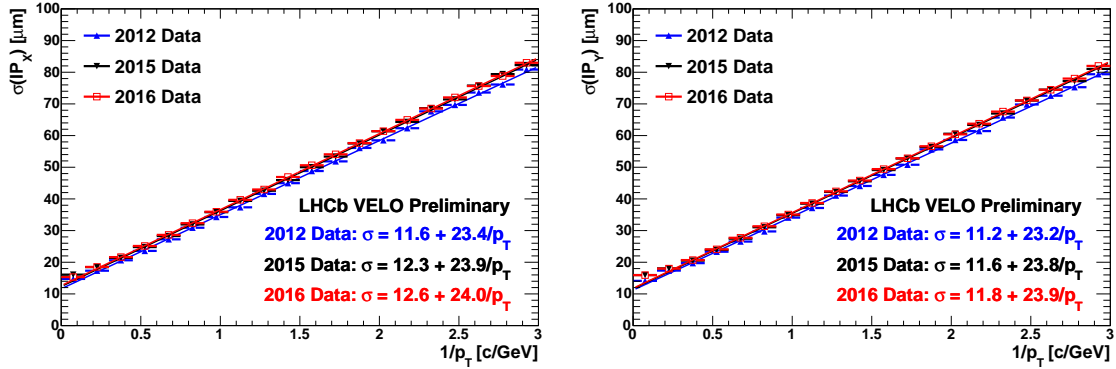 σ(IP_X) [μm]
100
90
80
70
60
50
40
30
20
10
0
2012 Data
2015 Data
2016 Data
LHCb VELO Preliminary
2012 Data: σ = 11.6 + 23.4/p_T
2015 Data: σ = 12.3 + 23.9/p_T
2016 Data: σ = 12.6 + 24.0/p_T
0 0.5 1 1.5 2 2.5 3
1/p_T [c/GeV]
σ(IP_Y) [μm]
100
90
80
70
60
50
40
30
20
10
0
2012 Data
2015 Data
2016 Data
LHCb VELO Preliminary
2012 Data: σ = 11.2 + 23.2/p_T
2015 Data: σ = 11.6 + 23.8/p_T
2016 Data: σ = 11.8 + 23.9/p_T
0 0.5 1 1.5 2 2.5 3
1/p_T [c/GeV]